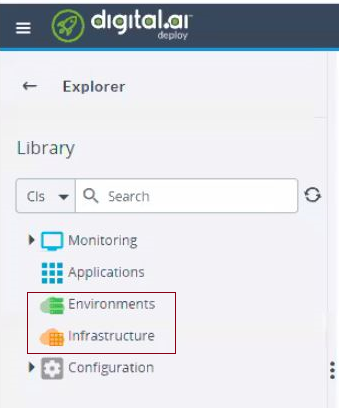 digital.ai
deploy
Explorer
Library
CIs Search
Monitoring
Applications
Environments
Infrastructure
Configuration